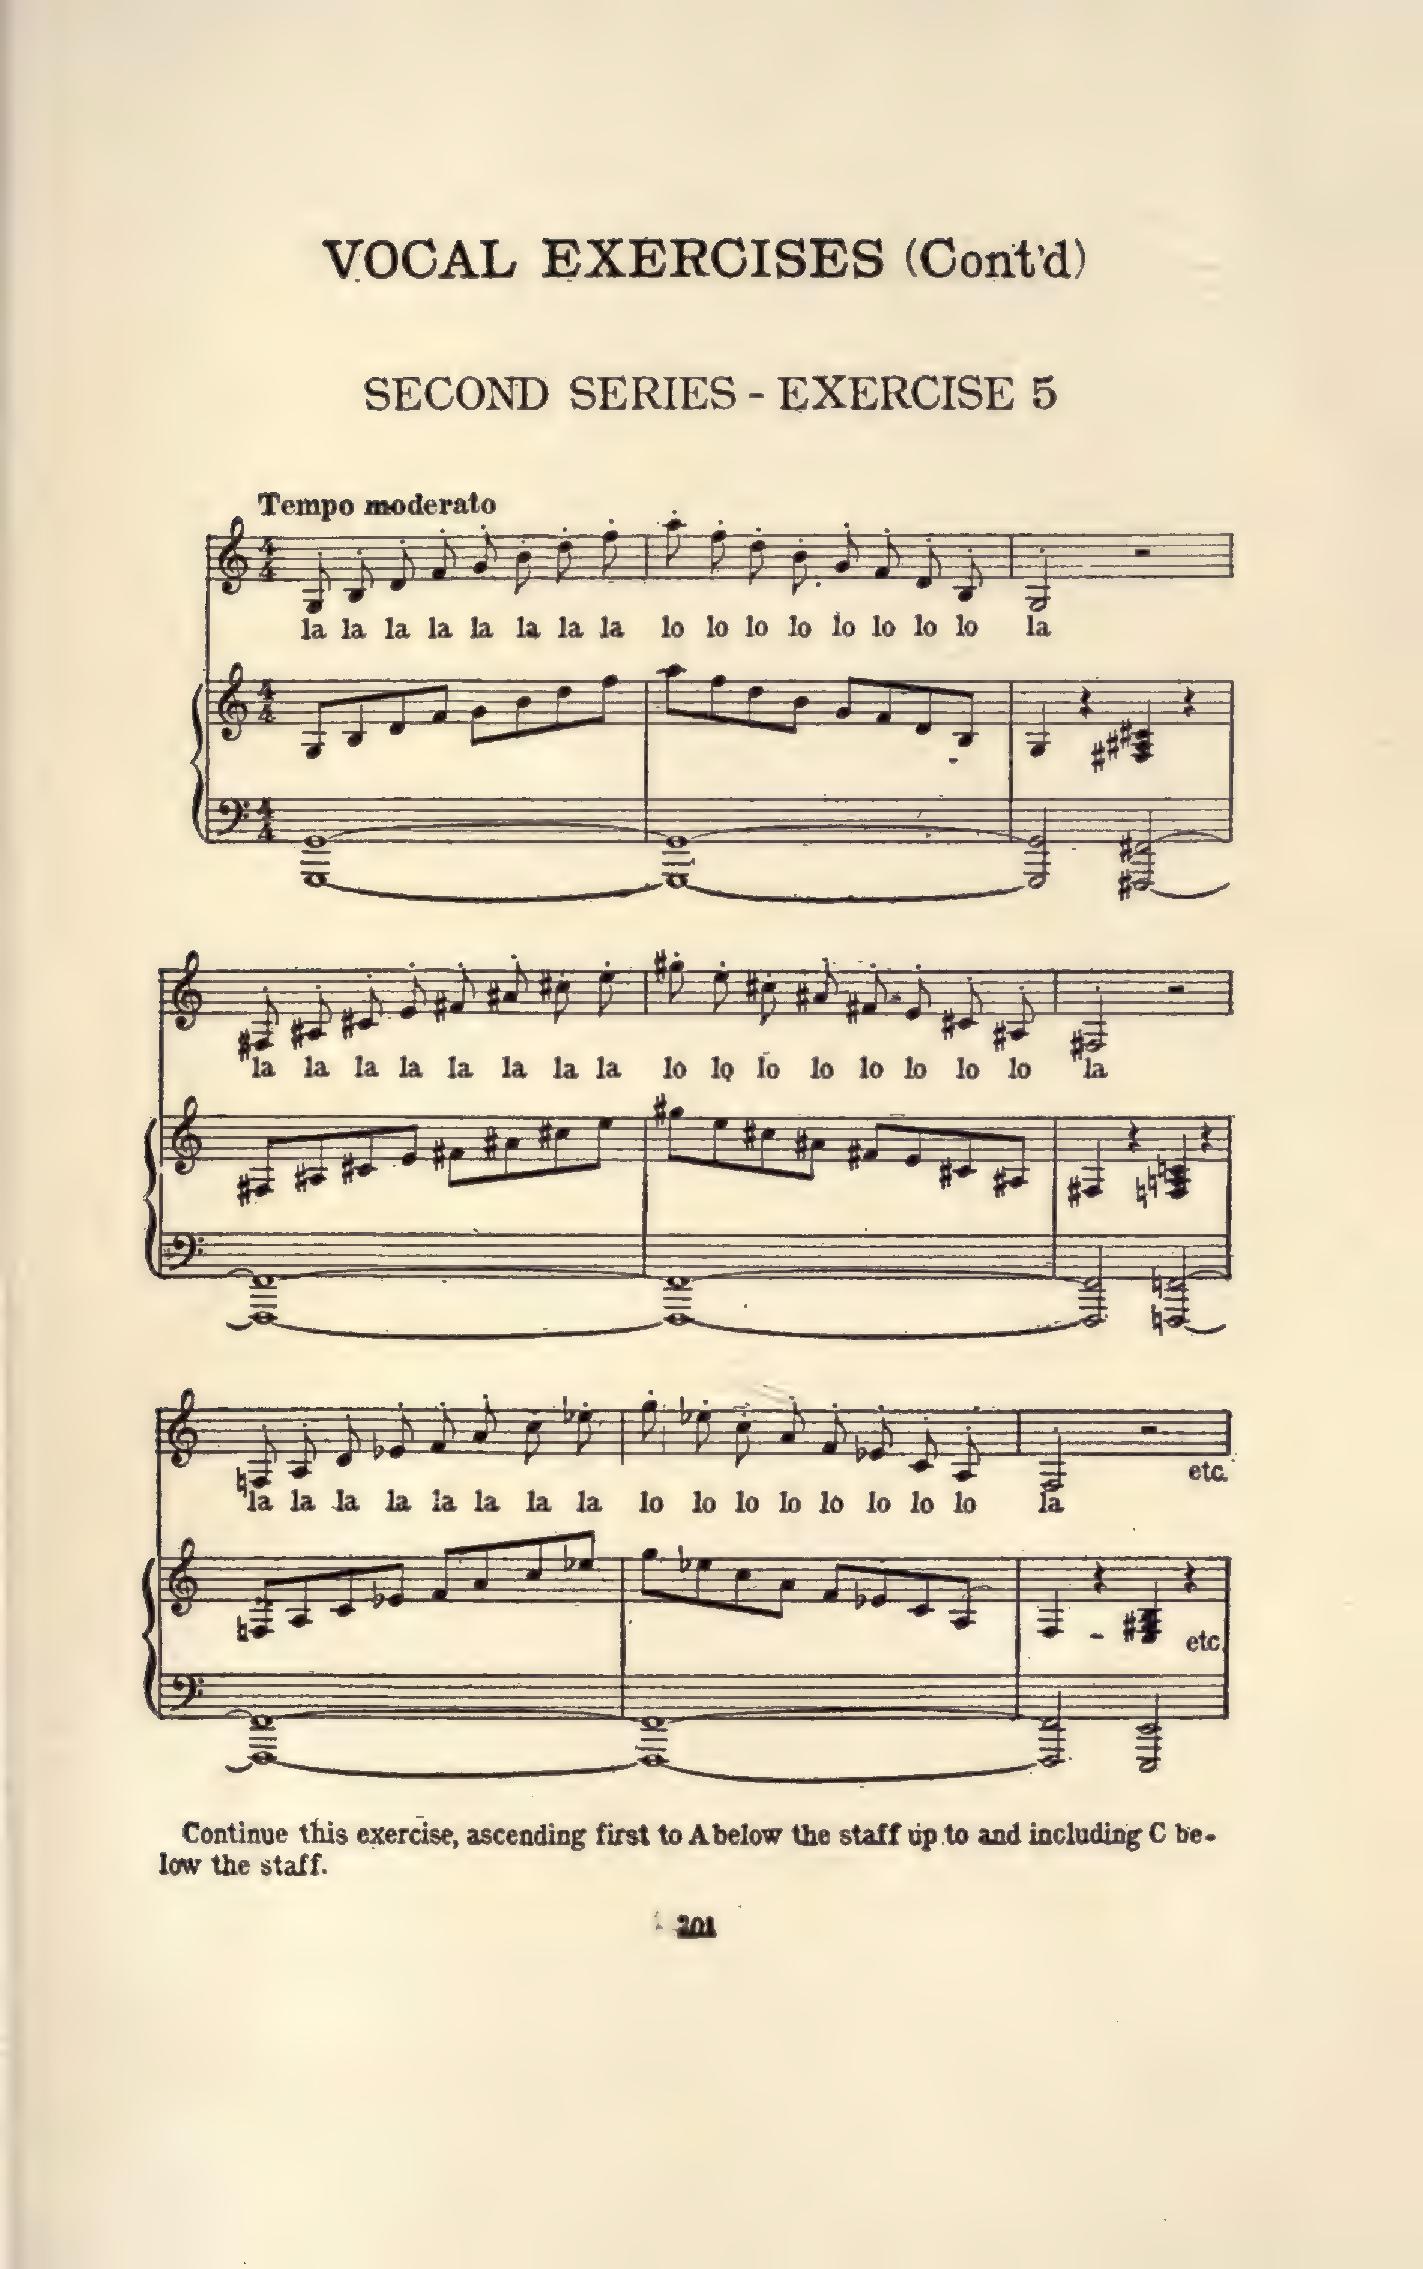 VOCAL EXERCISES (Cont'd)
SECOND SERIES - EXERCISE 5
Tempo moderato
la la la la la la la la lo lo lo lo lo lo lo lo la
la la la la la la la la lo lo lo lo lo lo lo lo la
etc.
la la la la la la la la lo lo lo lo lo lo lo lo la
etc.
Continue this exercise, ascending first to A below the staff up to and including C be-
low the staff.
201